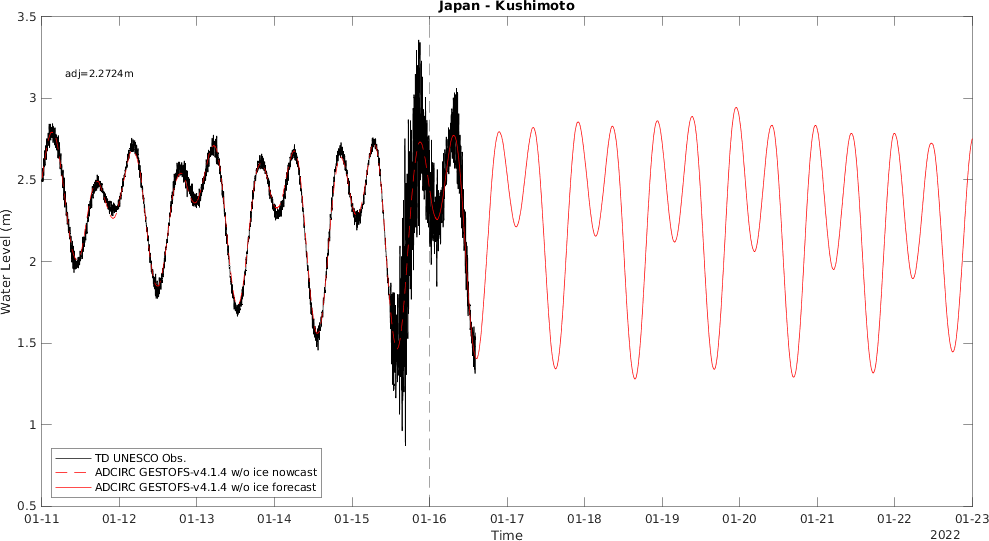 Japan - Kushimoto
3.5
3
2.5
2
1.5
1
0.5
Water Level (m)
adj=2.2724m
TD UNESCO Obs.
ADCIRC GESTOFS-v4.1.4 w/o ice nowcast
ADCIRC GESTOFS-v4.1.4 w/o ice forecast
01-11 01-12 01-13 01-14 01-15 01-16 01-17 01-18 01-19 01-20 01-21 01-22 01-23
Time
2022